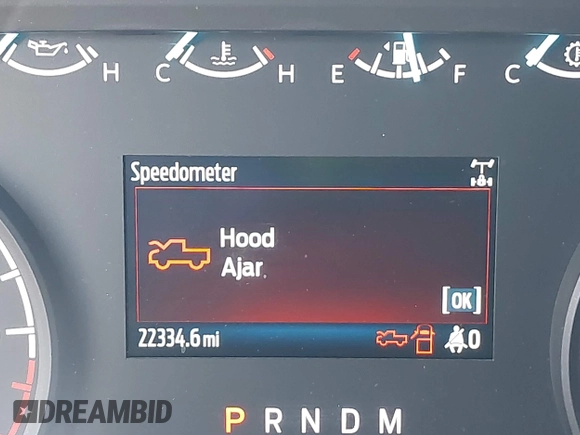 H C H E F C
Speedometer
Hood
Ajar
[OK]
22334.6 mi
0
P R N D M
DREAMBID